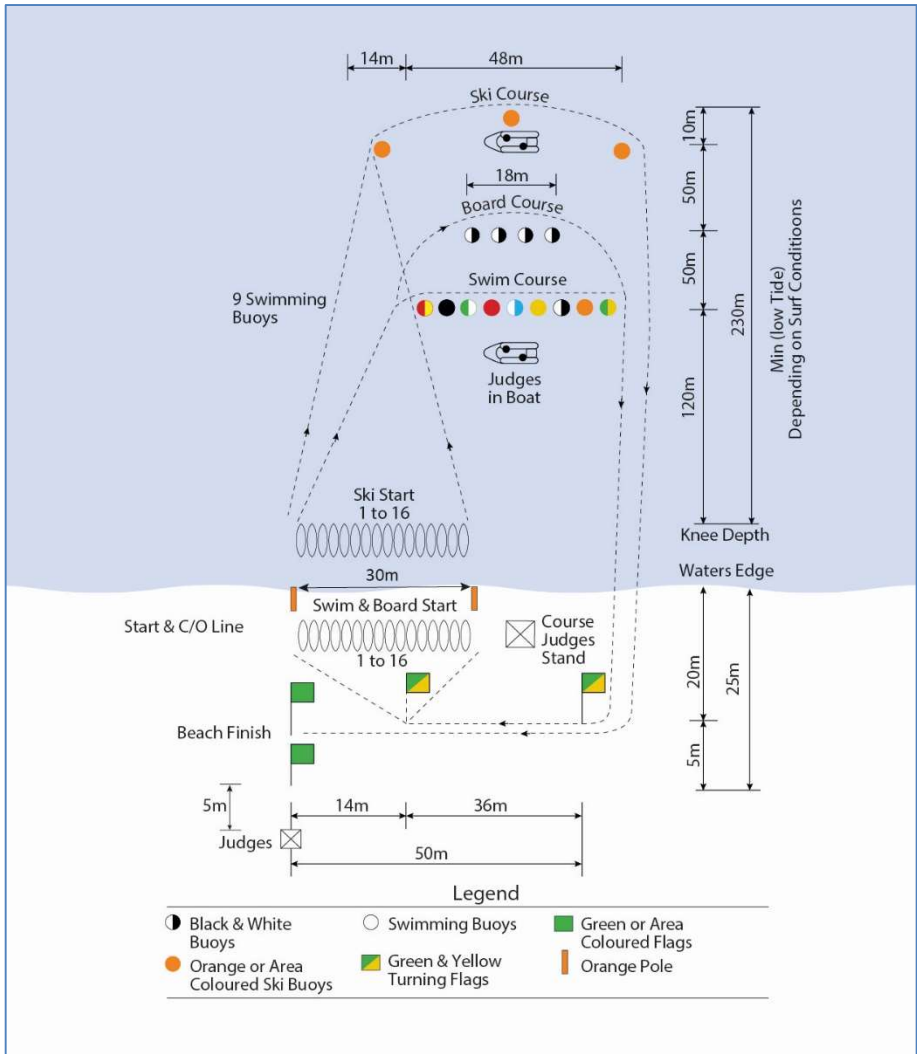 14m
48m
Ski Course
10m
18m
50m
Board Course
50m
9 Swimming
Buoys
Swim Course
230m
Min (low Tide)
Depending on Surf Conditioons
Judges
in Boat
120m
Ski Start
1 to 16
Knee Depth
Waters Edge
30m
Start & C/O Line
Swim & Board Start
1 to 16
Course
Judges
Stand
20m
25m
Beach Finish
5m
5m
14m
36m
Judges
50m
Legend
Black & White
Buoys
Swimming Buoys
Green or Area
Coloured Flags
Orange or Area
Coloured Ski Buoys
Green & Yellow
Turning Flags
Orange Pole